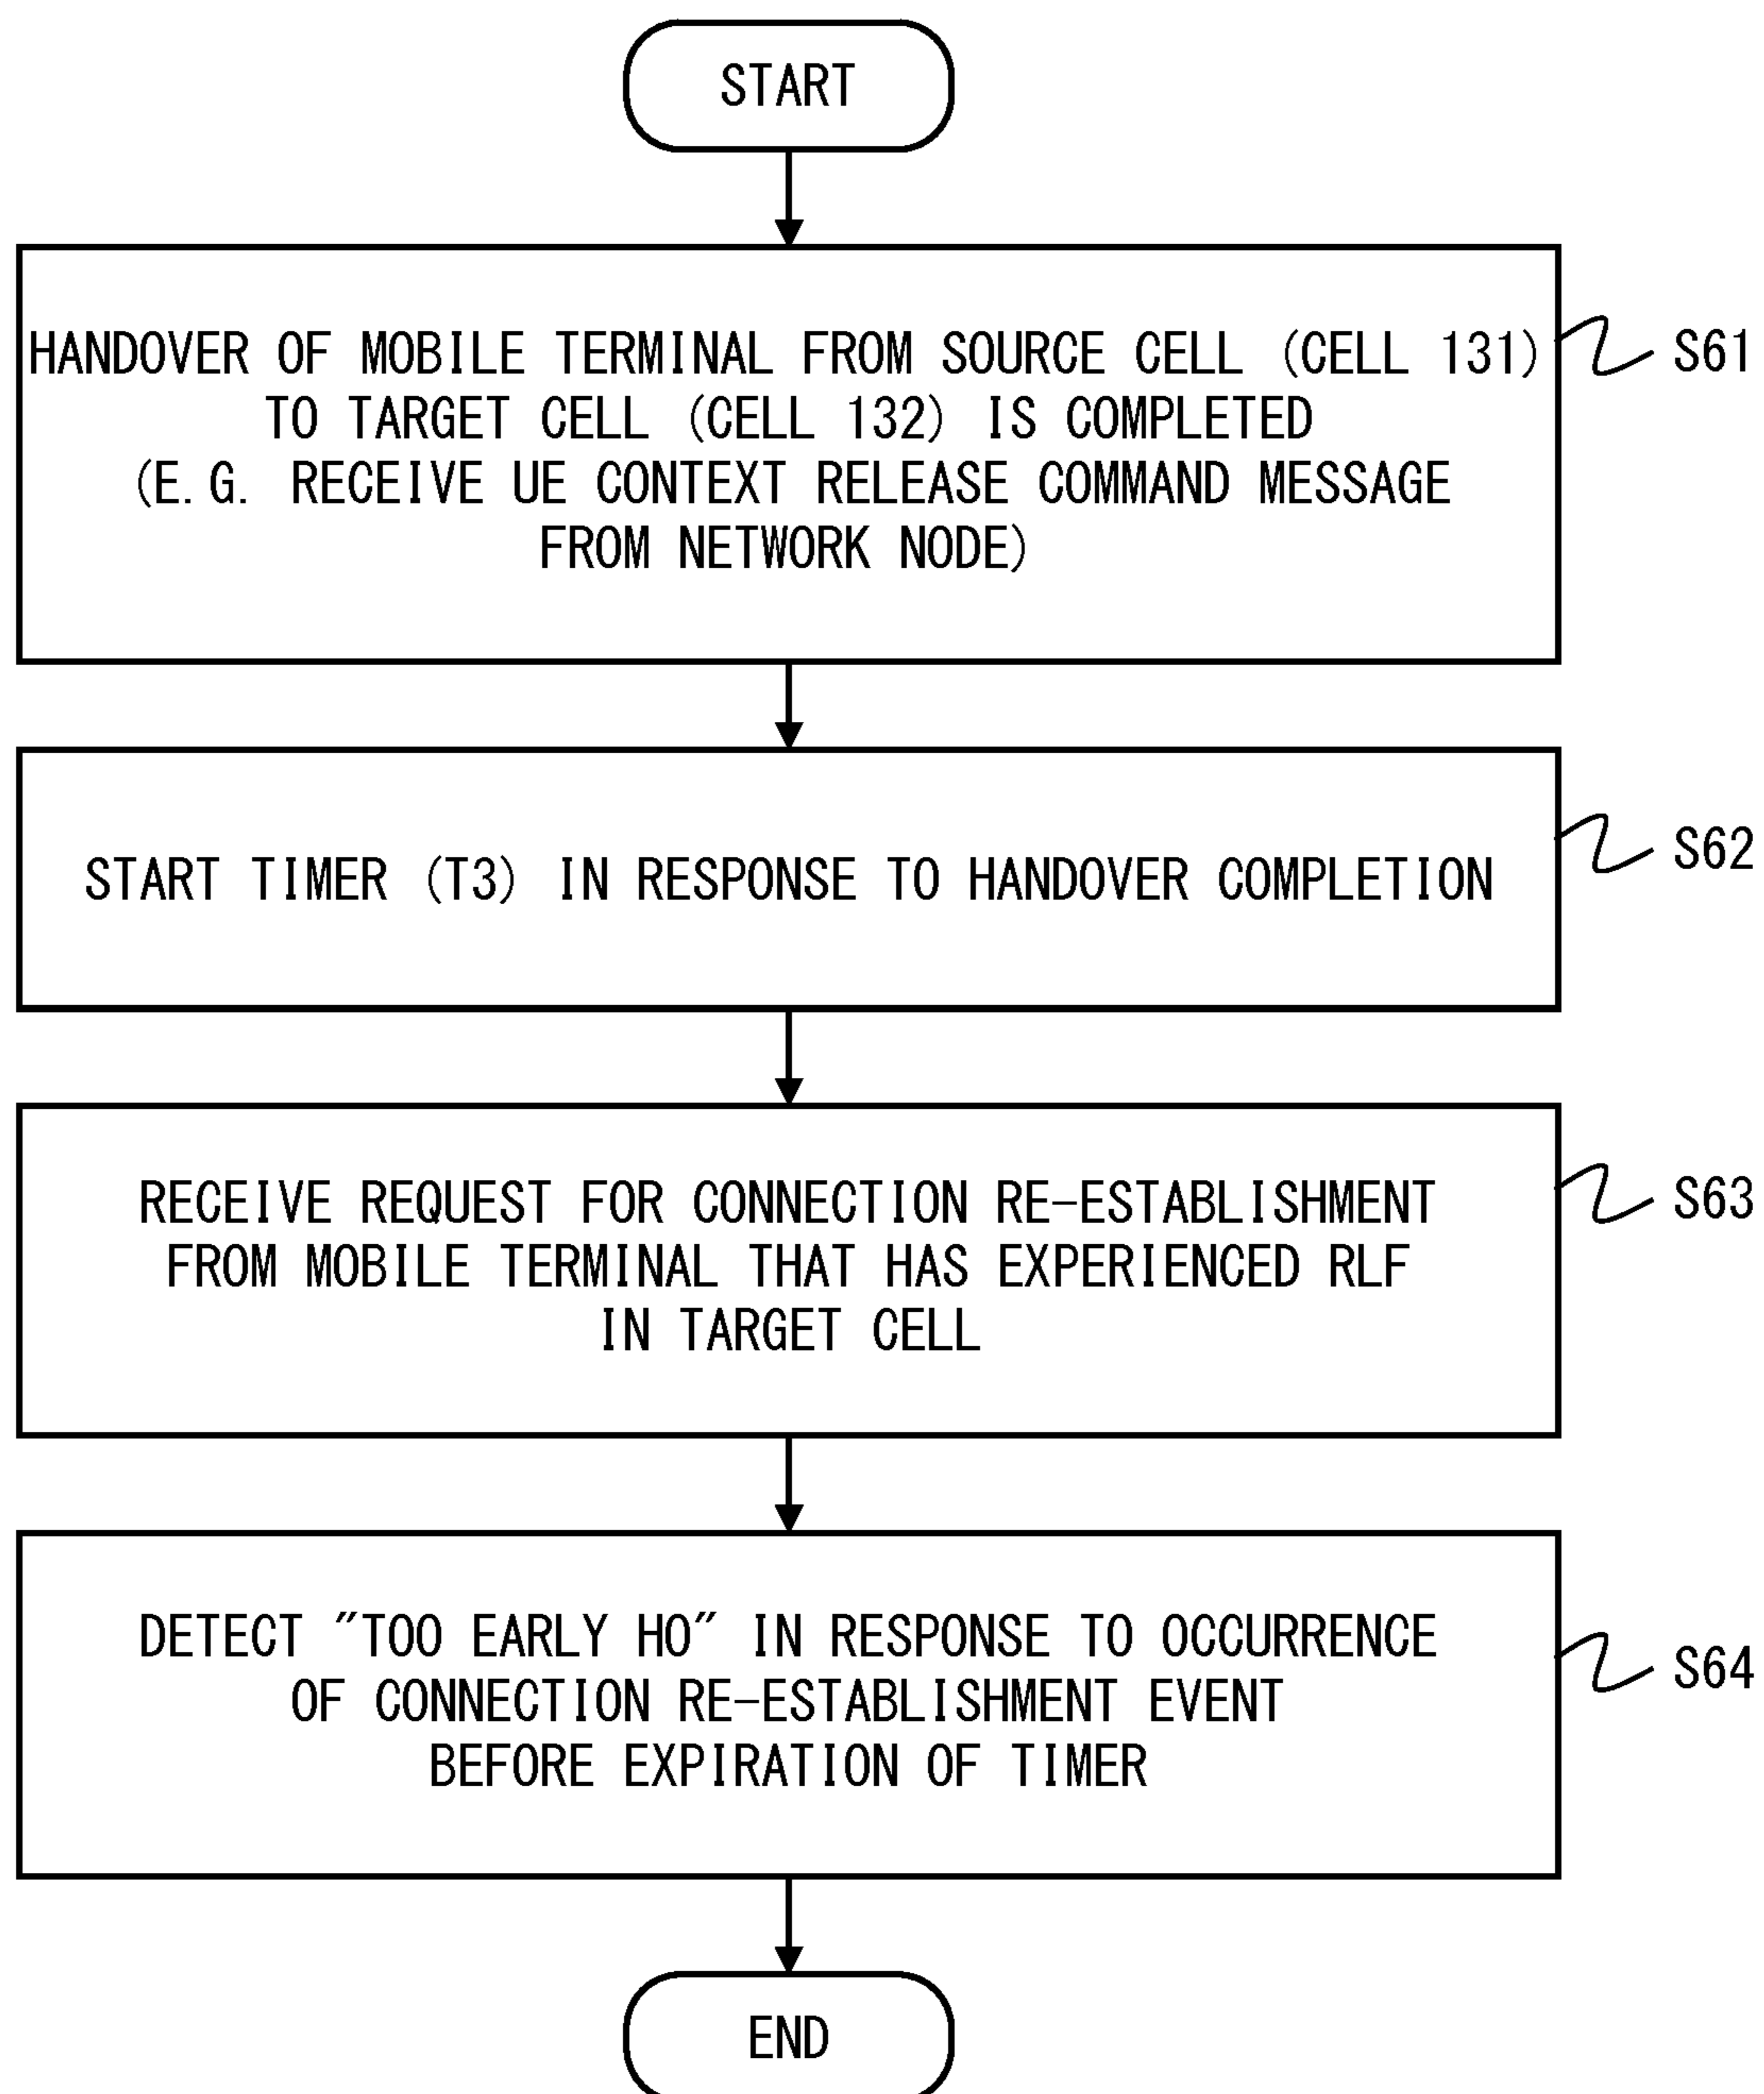 START
HANDOVER OF MOBILE TERMINAL FROM SOURCE CELL (CELL 131)
TO TARGET CELL (CELL 132) IS COMPLETED
(E.G. RECEIVE UE CONTEXT RELEASE COMMAND MESSAGE
FROM NETWORK NODE)
S61
START TIMER (T3) IN RESPONSE TO HANDOVER COMPLETION
S62
RECEIVE REQUEST FOR CONNECTION RE-ESTABLISHMENT
FROM MOBILE TERMINAL THAT HAS EXPERIENCED RLF
IN TARGET CELL
S63
DETECT "TOO EARLY HO" IN RESPONSE TO OCCURRENCE
OF CONNECTION RE-ESTABLISHMENT EVENT
BEFORE EXPIRATION OF TIMER
S64
END